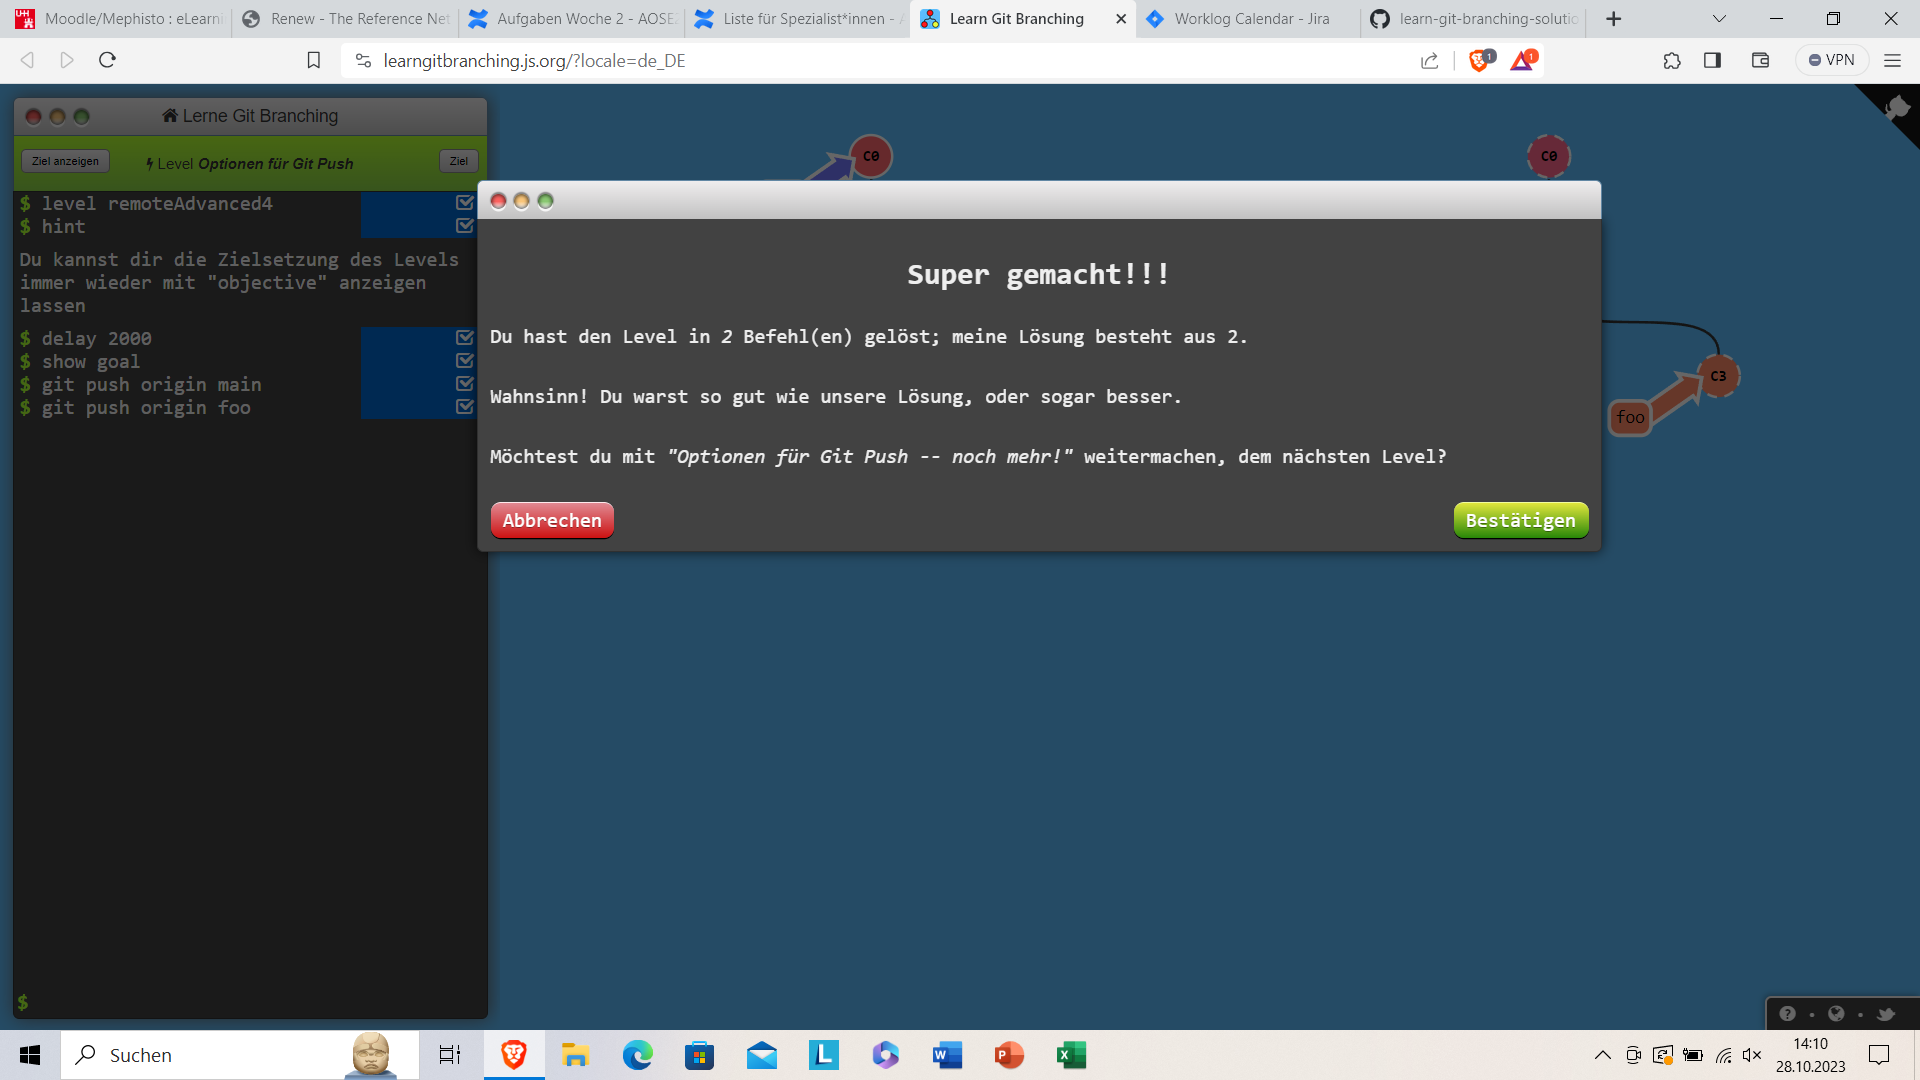 Moodle/Mephisto : eLearni
Renew - The Reference Net
Aufgaben Woche 2 - AOSE
Liste für Spezialist*innen - A
Learn Git Branching
Worklog Calendar - Jira
learn-git-branching-solutio
learngitbranching.js.org/?locale=de_DE
1
1
VPN
Lerne Git Branching
Ziel anzeigen
Level Optionen für Git Push
Ziel
$ level remoteAdvanced4
$ hint
Du kannst dir die Zielsetzung des Levels
immer wieder mit "objective" anzeigen
lassen
$ delay 2000
$ show goal
$ git push origin main
$ git push origin foo
$
C0
C0
C3
foo
Super gemacht!!!
Du hast den Level in 2 Befehl(en) gelöst; meine Lösung besteht aus 2.
Wahnsinn! Du warst so gut wie unsere Lösung, oder sogar besser.
Möchtest du mit "Optionen für Git Push -- noch mehr!" weitermachen, dem nächsten Level?
Abbrechen
Bestätigen
Suchen
14:10
28.10.2023